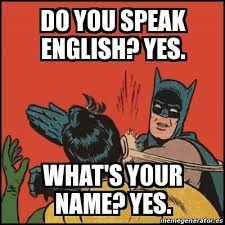 DO YOU SPEAK
ENGLISH? YES.
WHAT'S YOUR
NAME? YES.
memegenerator.es